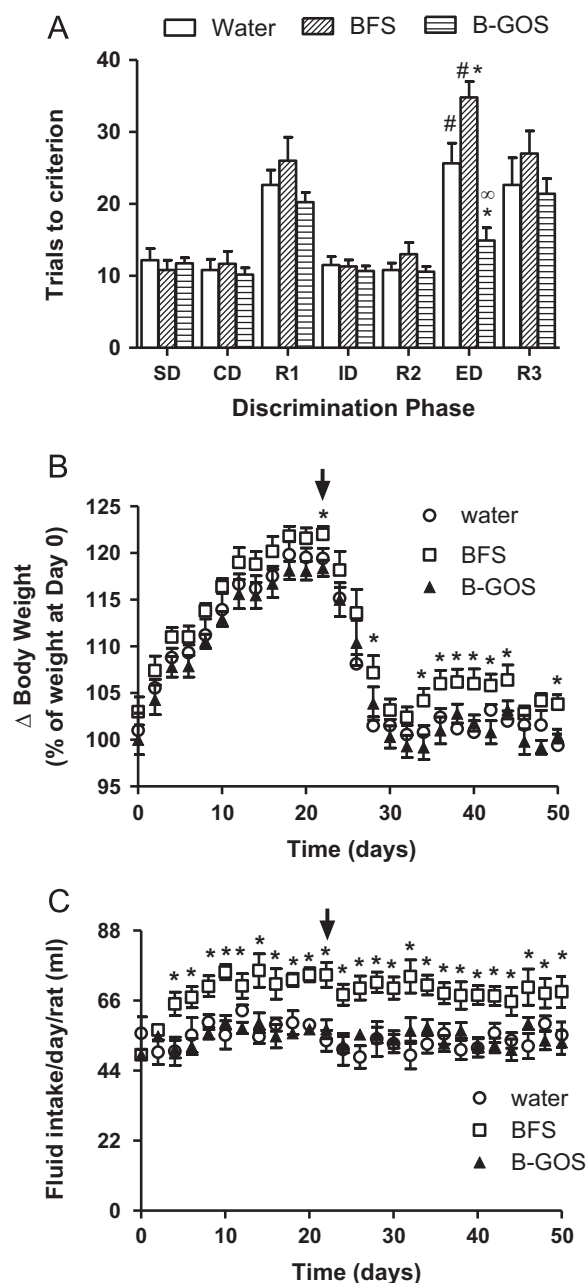 A
Water BFS B-GOS
# *
#
∞
*
40
30
20
10
0
Trials to criterion
SD CD R1 ID R2 ED R3
Discrimination Phase
B
125
120
115
110
105
100
95
Δ Body Weight
(% of weight at Day 0)
water
BFS
B-GOS
* * * * * * * * *
0 10 20 30 40 50
Time (days)
C
88
66
44
22
0
Fluid intake/day/rat (ml)
* * * * * * * * * * * * * * * * * * * * * * * *
water
BFS
B-GOS
0 10 20 30 40 50
Time (days)